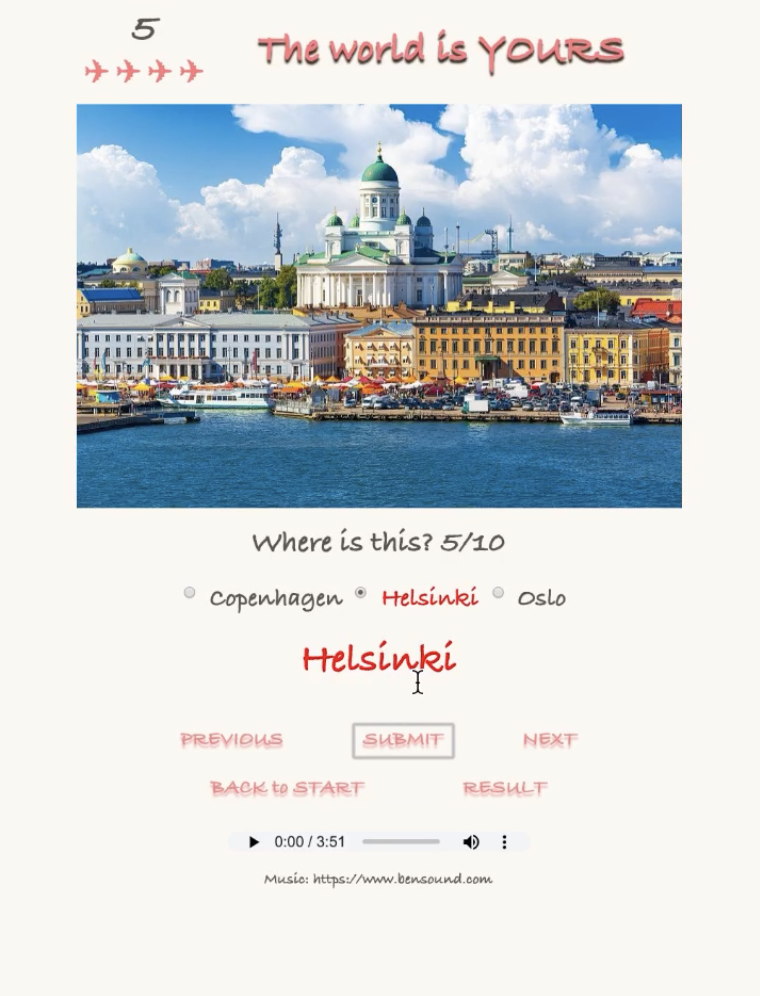 5
The world is YOURS
Where is this? 5/10
Copenhagen Helsinki Oslo
Helsinki
PREVIOUS SUBMIT NEXT
BACK to START RESULT
0:00 / 3:51
Music: https://www.bensound.com